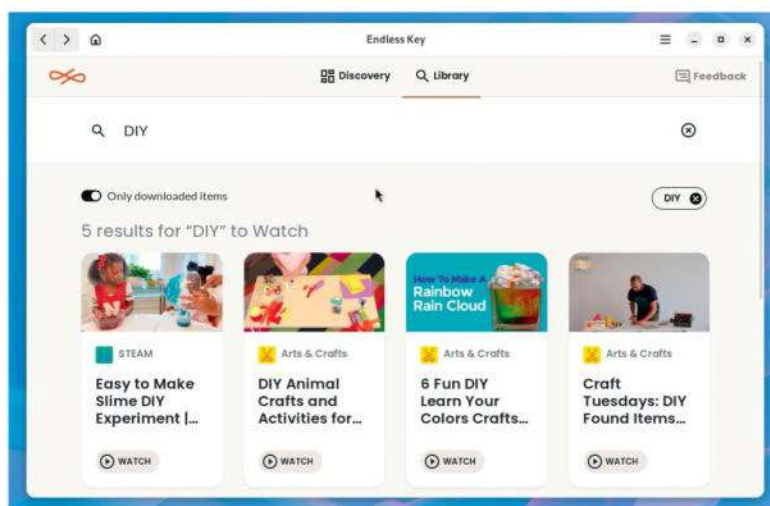 Endless Key
Discovery
Library
Feedback
DIY
Only downloaded items
DIY
5 results for “DIY” to Watch
How To Make A
Rainbow
Rain Cloud
STEAM
Arts & Crafts
Arts & Crafts
Arts & Crafts
Easy to Make
Slime DIY
Experiment |...
DIY Animal
Crafts and
Activities for...
6 Fun DIY
Learn Your
Colors Crafts...
Craft
Tuesdays: DIY
Found Items...
WATCH
WATCH
WATCH
WATCH